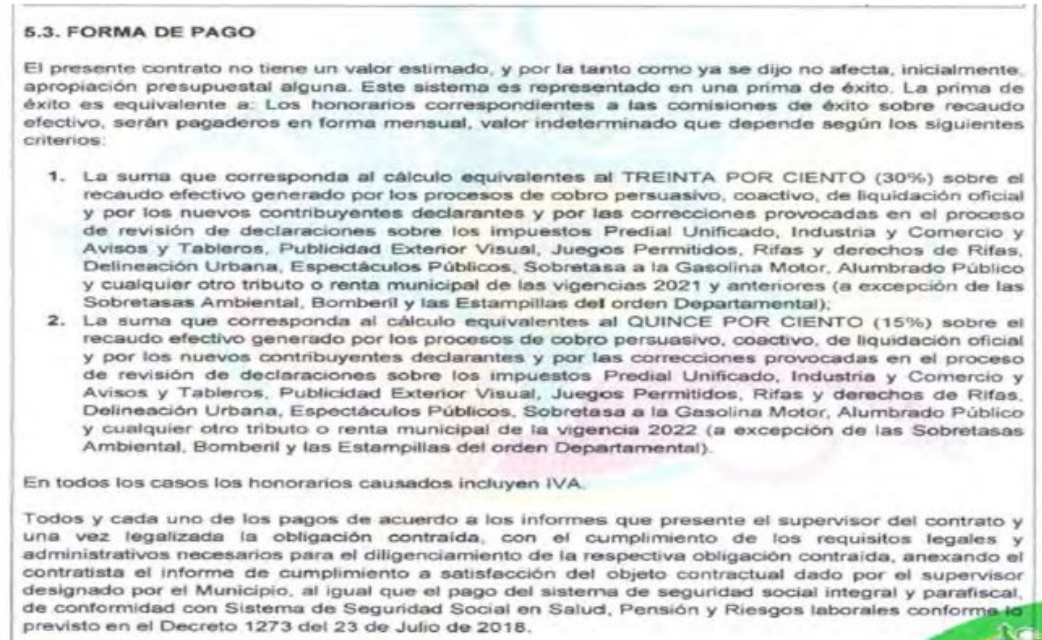 5.3. FORMA DE PAGO
El presente contrato no tiene un valor estimado, y por la tanto como ya se dijo no afecta, inicialmente,
apropiación presupuestal alguna. Este sistema es representado en una prima de éxito. La prima de
éxito es equivalente a: Los honorarios correspondientes a las comisiones de éxito sobre recaudo
efectivo, serán pagaderos en forma mensual, valor indeterminado que depende según los siguientes
criterios:
1. La suma que corresponda al cálculo equivalentes al TREINTA POR CIENTO (30%) sobre el
recaudo efectivo generado por los procesos de cobro persuasivo, coactivo, de liquidación oficial
y por los nuevos contribuyentes declarantes y por las correcciones provocadas en el proceso
de revisión de declaraciones sobre los impuestos Predial Unificado, Industria y Comercio y
Avisos y Tableros, Publicidad Exterior Visual, Juegos Permitidos, Rifas y derechos de Rifas,
Delineación Urbana, Espectáculos Públicos, Sobretasa a la Gasolina Motor, Alumbrado Público
y cualquier otro tributo o renta municipal de las vigencias 2021 y anteriores (a excepción de las
Sobretasas Ambiental, Bomberil y las Estampillas del orden Departamental);
2. La suma que corresponda al cálculo equivalentes al QUINCE POR CIENTO (15%) sobre el
recaudo efectivo generado por los procesos de cobro persuasivo, coactivo, de liquidación oficial
y por los nuevos contribuyentes declarantes y por las correcciones provocadas en el proceso
de revisión de declaraciones sobre los impuestos Predial Unificado, Industria y Comercio y
Avisos y Tableros, Publicidad Exterior Visual, Juegos Permitidos, Rifas y derechos de Rifas,
Delineación Urbana, Espectáculos Públicos, Sobretasa a la Gasolina Motor, Alumbrado Público
y cualquier otro tributo o renta municipal de la vigencia 2022 (a excepción de las Sobretasas
Ambiental, Bomberil y las Estampillas del orden Departamental).
En todos los casos los honorarios causados incluyen IVA.
Todos y cada uno de los pagos de acuerdo a los informes que presente el supervisor del contrato y
una vez legalizada la obligación contraída, con el cumplimiento de los requisitos legales y
administrativos necesarios para el diligenciamiento de la respectiva obligación contraída, anexando el
contratista el informe de cumplimiento a satisfacción del objeto contractual dado por el supervisor
designado por el Municipio, al igual que el pago del sistema de seguridad social integral y parafiscal,
de conformidad con Sistema de Seguridad Social en Salud, Pensión y Riesgos laborales conforme lo
previsto en el Decreto 1273 del 23 de Julio de 2018.